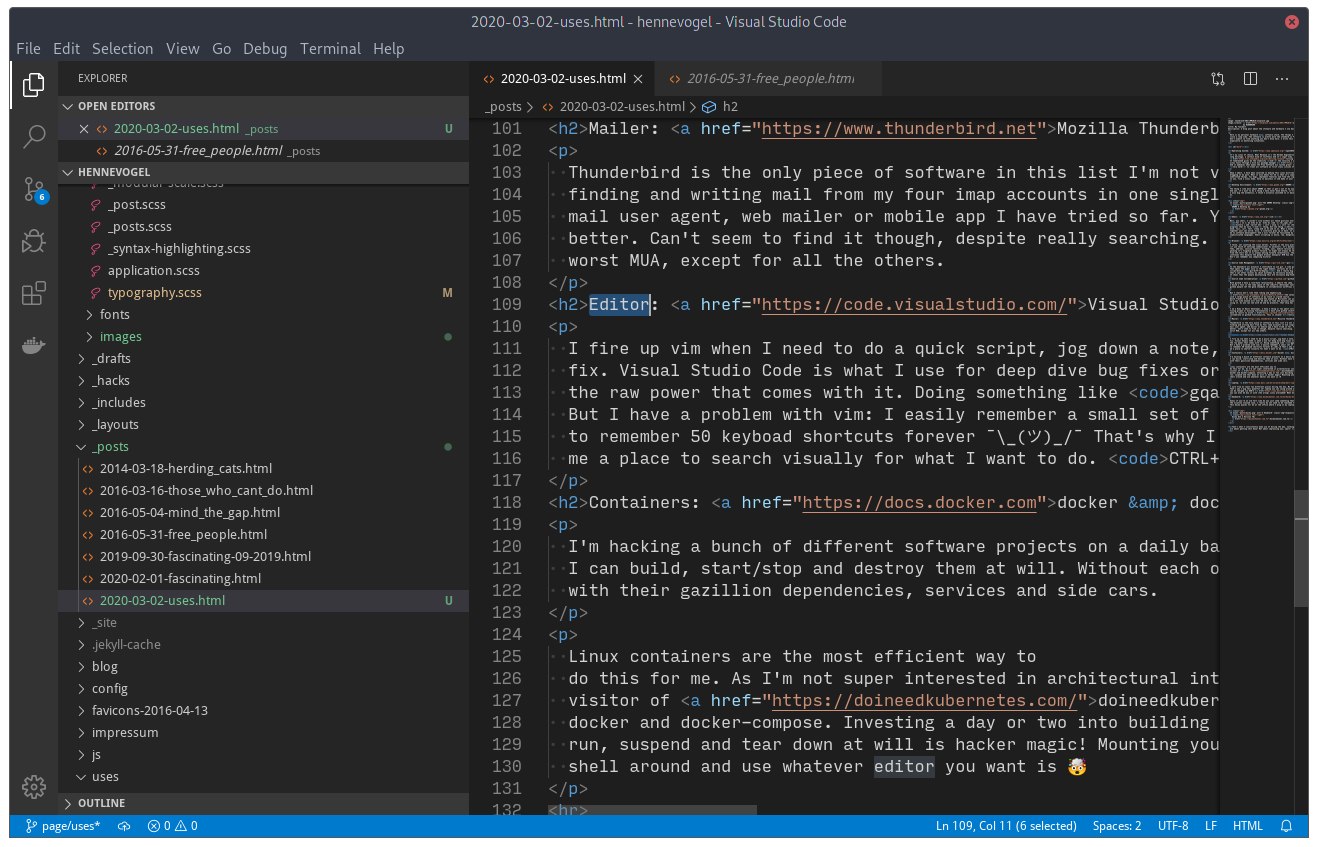 2020-03-02-uses.html - hennevogel - Visual Studio Code
File Edit Selection View Go Debug Terminal Help
EXPLORER
OPEN EDITORS
2020-03-02-uses.html _posts U
2016-05-31-free_people.html _posts
HENNEVOGEL
_modular-scale.scss
_post.scss
_posts.scss
_syntax-highlighting.scss
application.scss
typography.scss M
fonts
images
_drafts
_hacks
_includes
_layouts
_posts
2014-03-18-herding_cats.html
2016-03-16-those_who_cant_do.html
2016-05-04-mind_the_gap.html
2016-05-31-free_people.html
2019-09-30-fascinating-09-2019.html
2020-02-01-fascinating.html
2020-03-02-uses.html U
_site
.jekyll-cache
blog
config
favicons-2016-04-13
impressum
js
uses
OUTLINE
6
2020-03-02-uses.html 2016-05-31-free_people.html
_posts > 2020-03-02-uses.html > h2
101 <h2>Mailer: <a href="https://www.thunderbird.net">Mozilla Thunderb
102 <p>
103 Thunderbird is the only piece of software in this list I'm not v
104 finding and writing mail from my four imap accounts in one singl
105 mail user agent, web mailer or mobile app I have tried so far. Y
106 better. Can't seem to find it though, despite really searching.
107 worst MUA, except for all the others.
108 </p>
109 <h2>Editor: <a href="https://code.visualstudio.com/">Visual Studio
110 <p>
111 I fire up vim when I need to do a quick script, jog down a note,
112 fix. Visual Studio Code is what I use for deep dive bug fixes or
113 the raw power that comes with it. Doing something like <code>gqa
114 But I have a problem with vim: I easily remember a small set of
115 to remember 50 keyboad shortcuts forever ¯\_(ツ)_/¯ That's why I
116 me a place to search visually for what I want to do. <code>CTRL+
117 </p>
118 <h2>Containers: <a href="https://docs.docker.com">docker &amp; doc
119 <p>
120 I'm hacking a bunch of different software projects on a daily ba
121 I can build, start/stop and destroy them at will. Without each o
122 with their gazillion dependencies, services and side cars.
123 </p>
124 <p>
125 Linux containers are the most efficient way to
126 do this for me. As I'm not super interested in architectural int
127 visitor of <a href="https://doineedkubernetes.com/">doineedkuber
128 docker and docker-compose. Investing a day or two into building
129 run, suspend and tear down at will is hacker magic! Mounting you
130 shell around and use whatever editor you want is 🤯
131 </p>
132 <hr>
page/uses* 0 0 Ln 109, Col 11 (6 selected) Spaces: 2 UTF-8 LF HTML